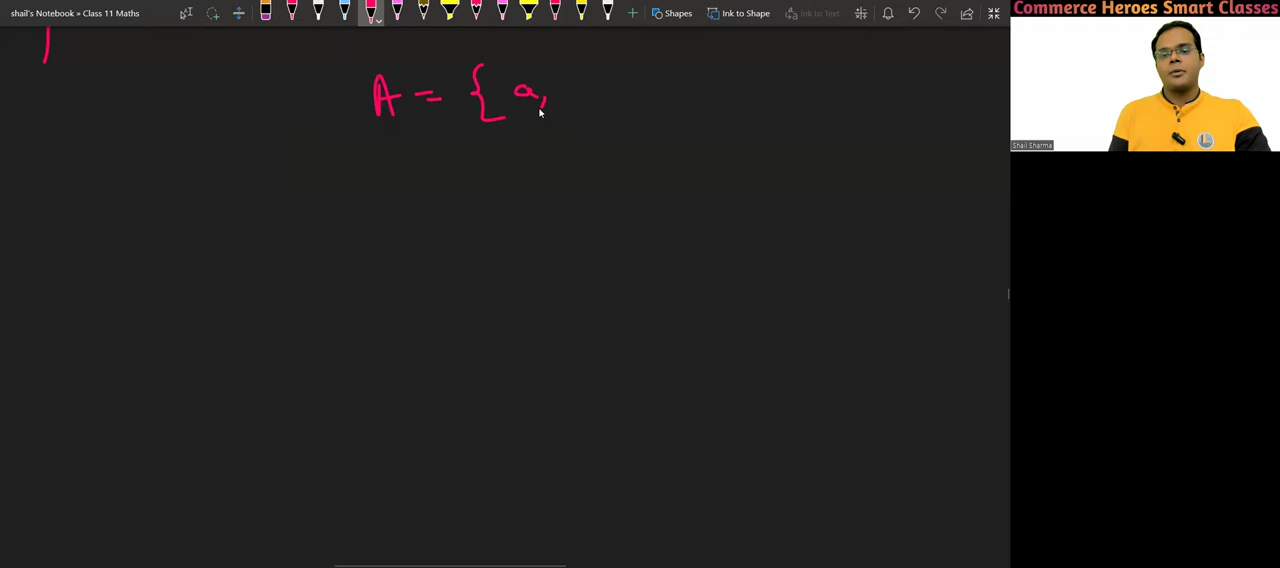 shail's Notebook » Class 11 Maths
Shapes
Ink to Shape
Ink to Text
Commerce Heroes Smart Classes
A = { a,
Shail Sharma